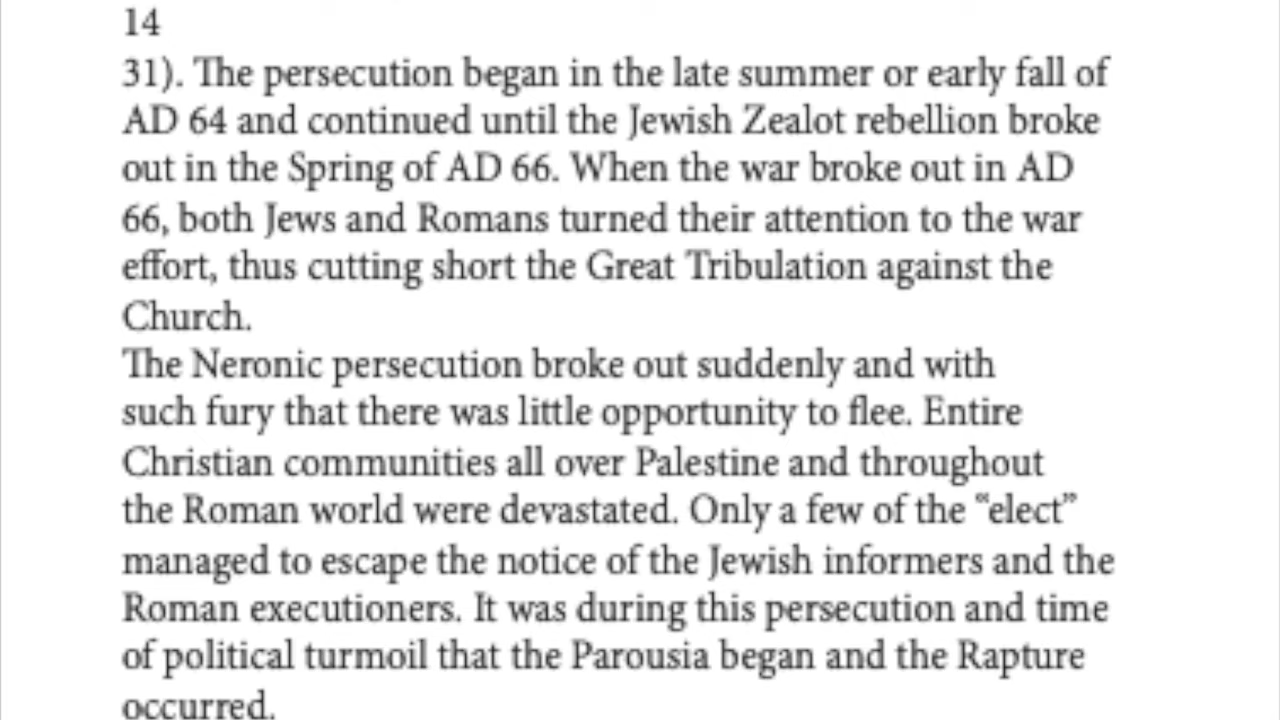 14
31). The persecution began in the late summer or early fall of
AD 64 and continued until the Jewish Zealot rebellion broke
out in the Spring of AD 66. When the war broke out in AD
66, both Jews and Romans turned their attention to the war
effort, thus cutting short the Great Tribulation against the
Church.
The Neronic persecution broke out suddenly and with
such fury that there was little opportunity to flee. Entire
Christian communities all over Palestine and throughout
the Roman world were devastated. Only a few of the “elect”
managed to escape the notice of the Jewish informers and the
Roman executioners. It was during this persecution and time
of political turmoil that the Parousia began and the Rapture
occurred.